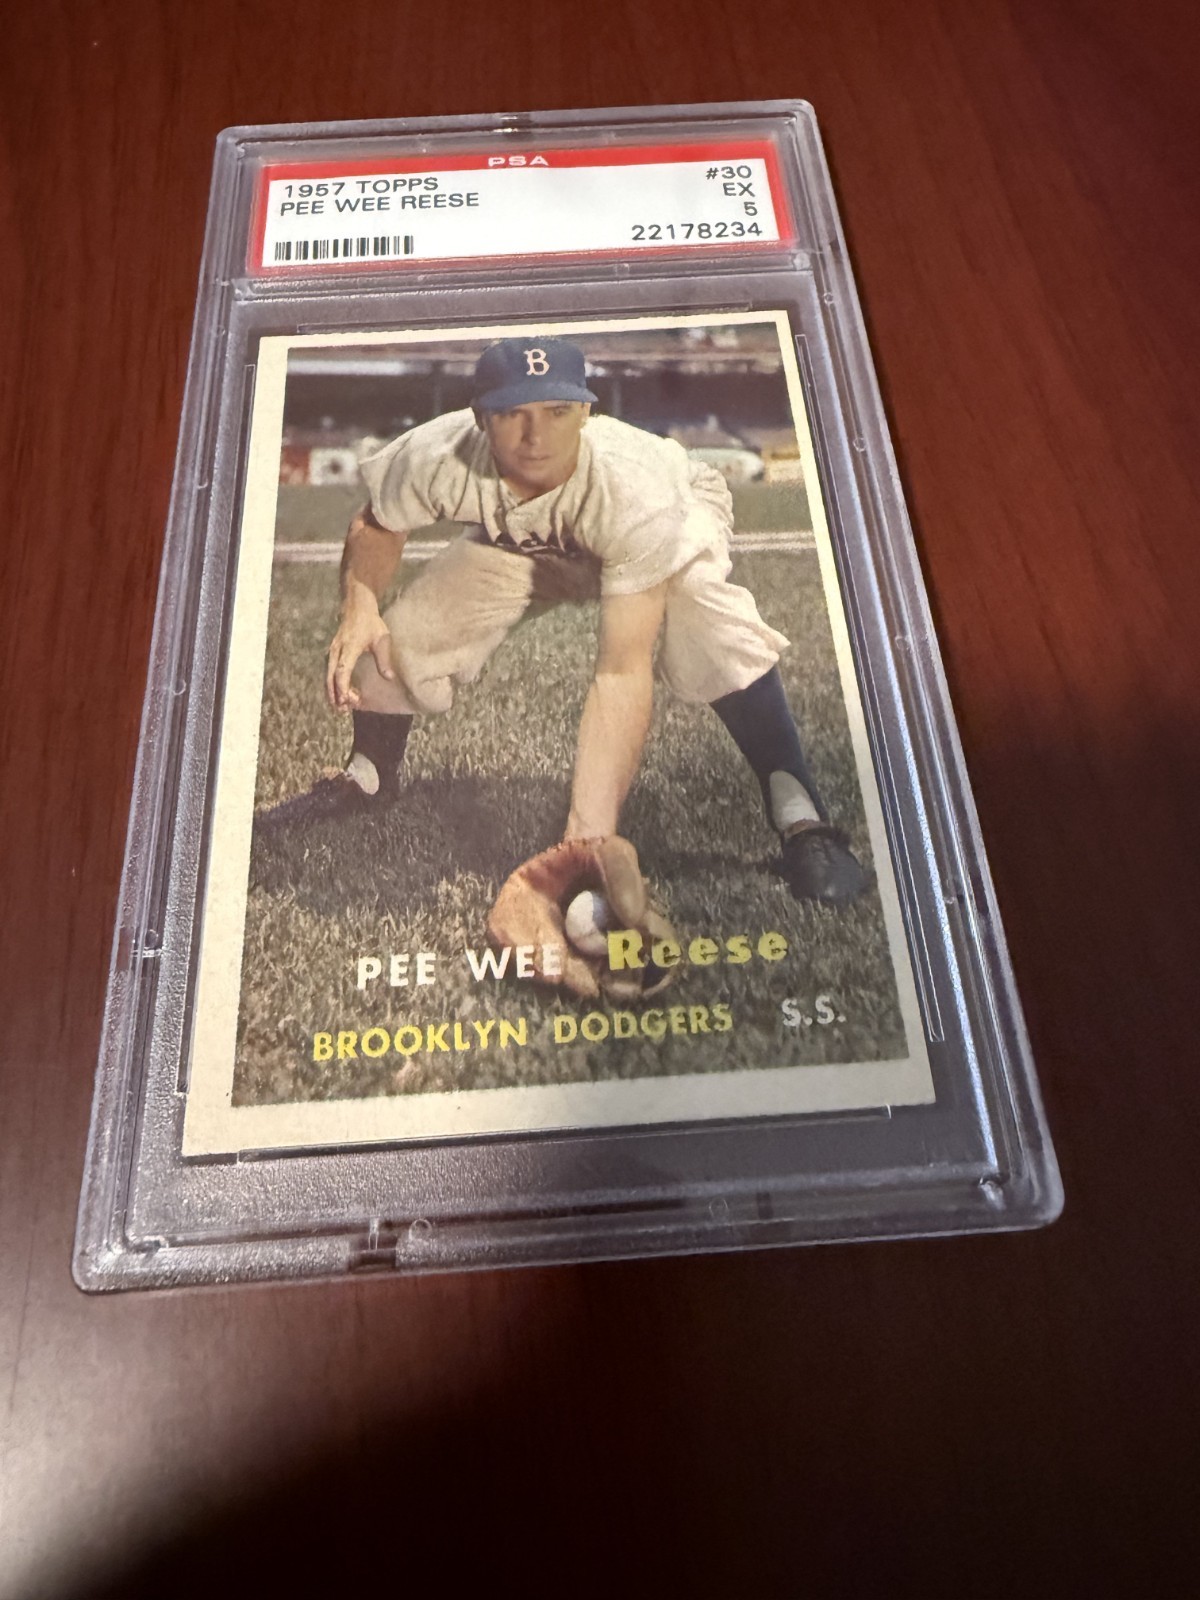 PSA
1957 TOPPS #30
PEE WEE REESE EX
5
22178234
B
PEE WEE Reese
BROOKLYN DODGERS S.S.